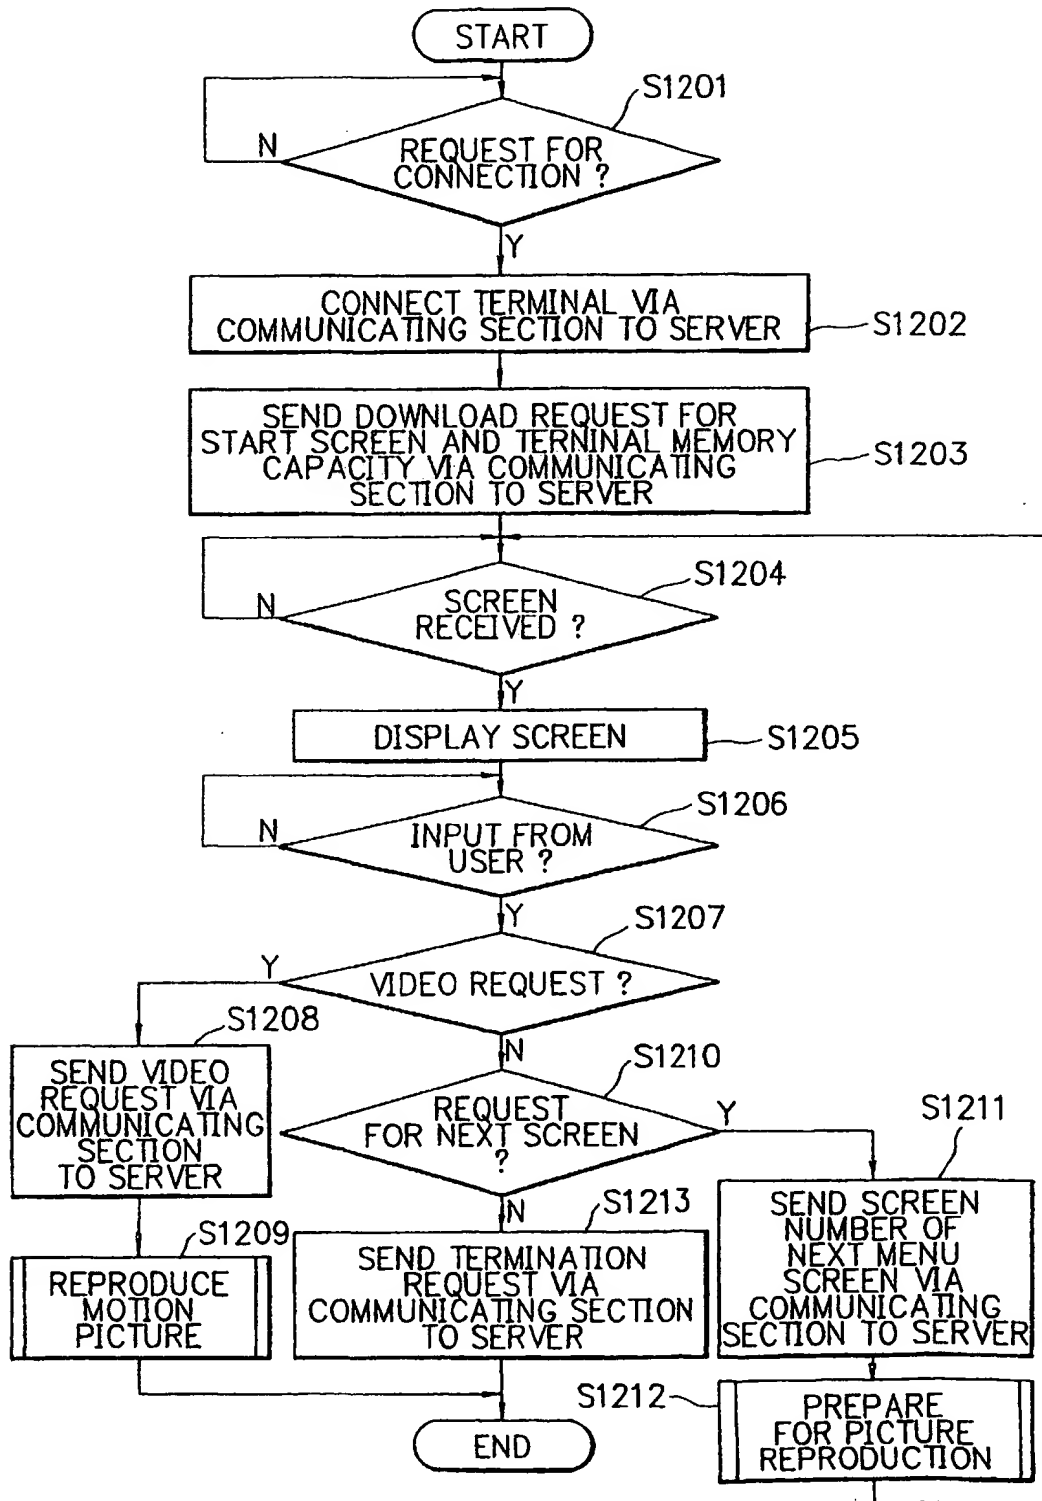 START
S1201
N
REQUEST FOR
CONNECTION ?
Y
CONNECT TERMINAL VIA
COMMUNICATING SECTION TO SERVER
S1202
SEND DOWNLOAD REQUEST FOR
START SCREEN AND TERNINAL MEMORY
CAPACITY VIA COMMUNICATING
SECTION TO SERVER
S1203
S1204
N
SCREEN
RECEIVED ?
Y
DISPLAY SCREEN
S1205
S1206
N
INPUT FROM
USER ?
Y
S1207
Y
VIDEO REQUEST ?
S1208
N
S1210
SEND VIDEO
REQUEST VIA
COMMUNICATING
SECTION
TO SERVER
REQUEST
FOR NEXT SCREEN
?
Y
S1211
N
S1213
SEND SCREEN
NUMBER OF
NEXT MENU
SCREEN VIA
COMMUNICATING
SECTION TO SERVER
S1209
REPRODUCE
MOTION
PICTURE
SEND TERMINATION
REQUEST VIA
COMMUNICATING SECTION
TO SERVER
S1212
PREPARE
FOR PICTURE
REPRODUCTION
END